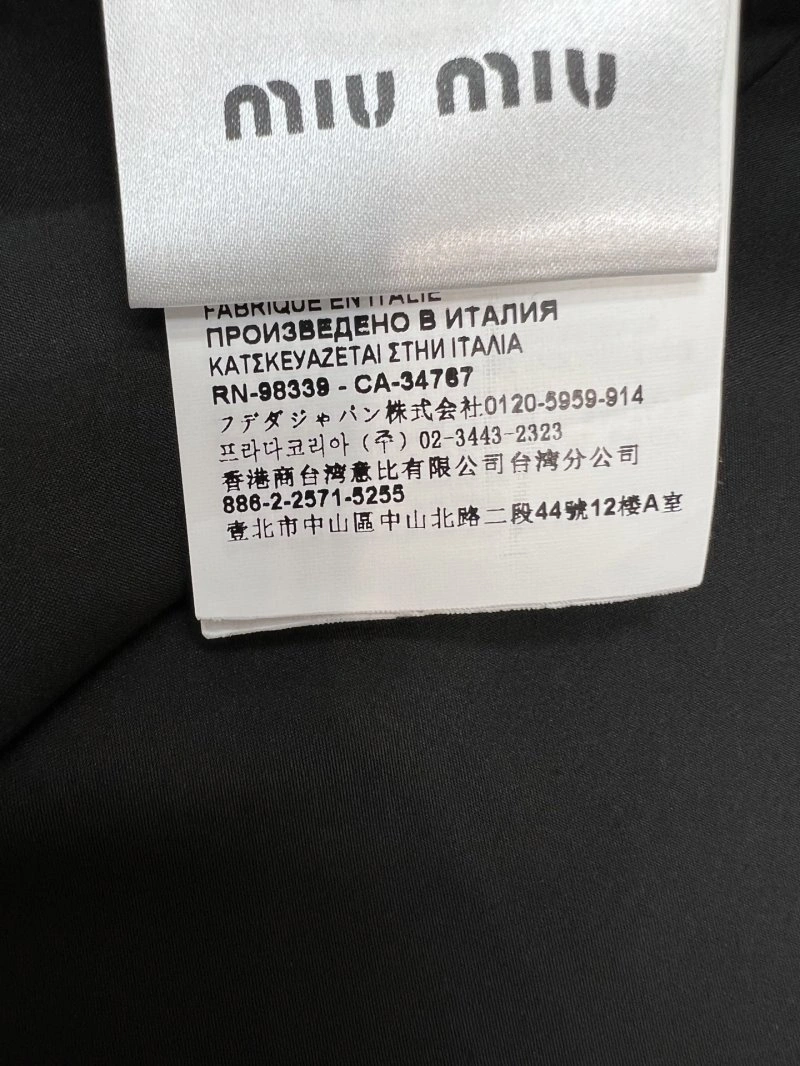 miu miu
FABRIQUE EN ITALIE
ПРОИЗВЕДЕНО В ИТАЛИЯ
ΚΑΤΣΚΕΥΑΖΕΤΑΙ ΣΤΗИ ΙΤΑΛΙΑ
RN-98339 - CA-34767
フデダジャパン株式会社0120-5959-914
프라다코리아 (주) 02-3443-2323
香港商台湾意比有限公司台湾分公司
886-2-2571-5255
壹北市中山區中山北路二段44號12楼A室